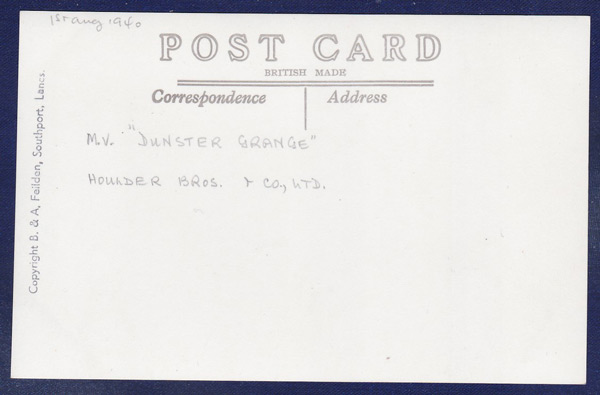 1st aug 1940
POST CARD
BRITISH MADE
Correspondence Address
M.V. "DUNSTER GRANGE"
HOULDER BROS. & CO., LTD.
Copyright B. & A. Feilden, Southport, Lancs.